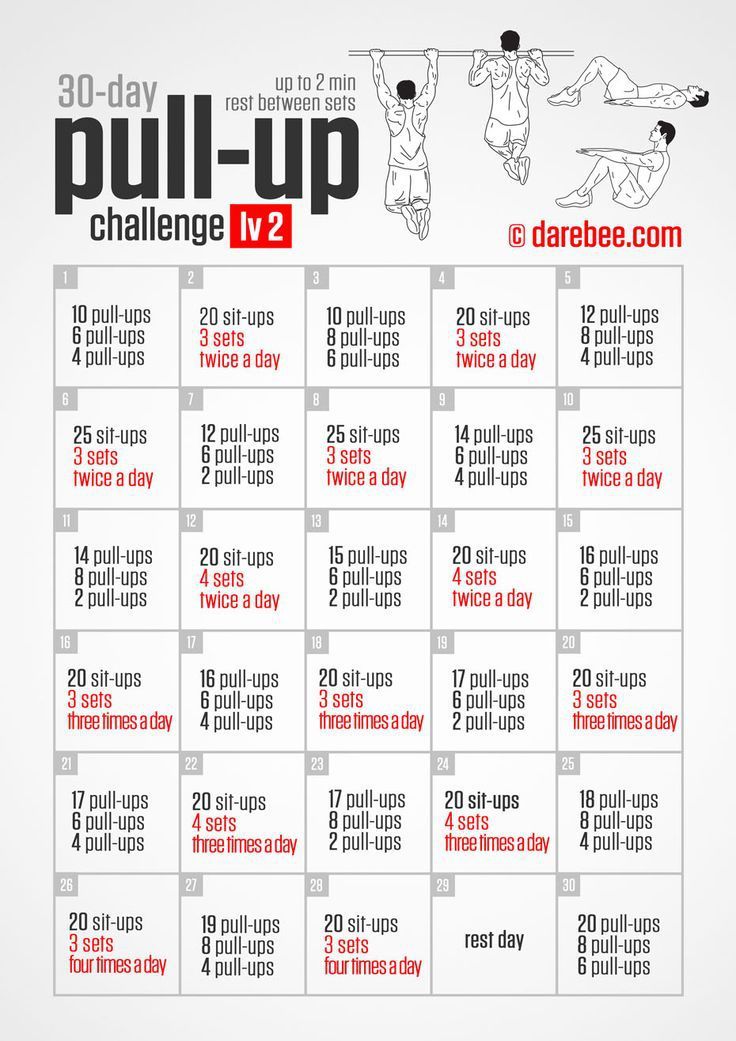 30-day
up to 2 min
rest between sets
pull-up
challenge lv 2
© darebee.com
1
10 pull-ups
6 pull-ups
4 pull-ups
2
20 sit-ups
3 sets
twice a day
3
10 pull-ups
8 pull-ups
6 pull-ups
4
20 sit-ups
3 sets
twice a day
5
12 pull-ups
8 pull-ups
4 pull-ups
6
25 sit-ups
3 sets
twice a day
7
12 pull-ups
6 pull-ups
2 pull-ups
8
25 sit-ups
3 sets
twice a day
9
14 pull-ups
6 pull-ups
4 pull-ups
10
25 sit-ups
3 sets
twice a day
11
14 pull-ups
8 pull-ups
2 pull-ups
12
20 sit-ups
4 sets
twice a day
13
15 pull-ups
6 pull-ups
2 pull-ups
14
20 sit-ups
4 sets
twice a day
15
16 pull-ups
6 pull-ups
2 pull-ups
16
20 sit-ups
3 sets
three times a day
17
16 pull-ups
6 pull-ups
4 pull-ups
18
20 sit-ups
3 sets
three times a day
19
17 pull-ups
6 pull-ups
2 pull-ups
20
20 sit-ups
3 sets
three times a day
21
17 pull-ups
6 pull-ups
4 pull-ups
22
20 sit-ups
4 sets
three times a day
23
17 pull-ups
8 pull-ups
2 pull-ups
24
20 sit-ups
4 sets
three times a day
25
18 pull-ups
8 pull-ups
4 pull-ups
26
20 sit-ups
3 sets
four times a day
27
19 pull-ups
8 pull-ups
4 pull-ups
28
20 sit-ups
3 sets
four times a day
29
rest day
30
20 pull-ups
8 pull-ups
6 pull-ups